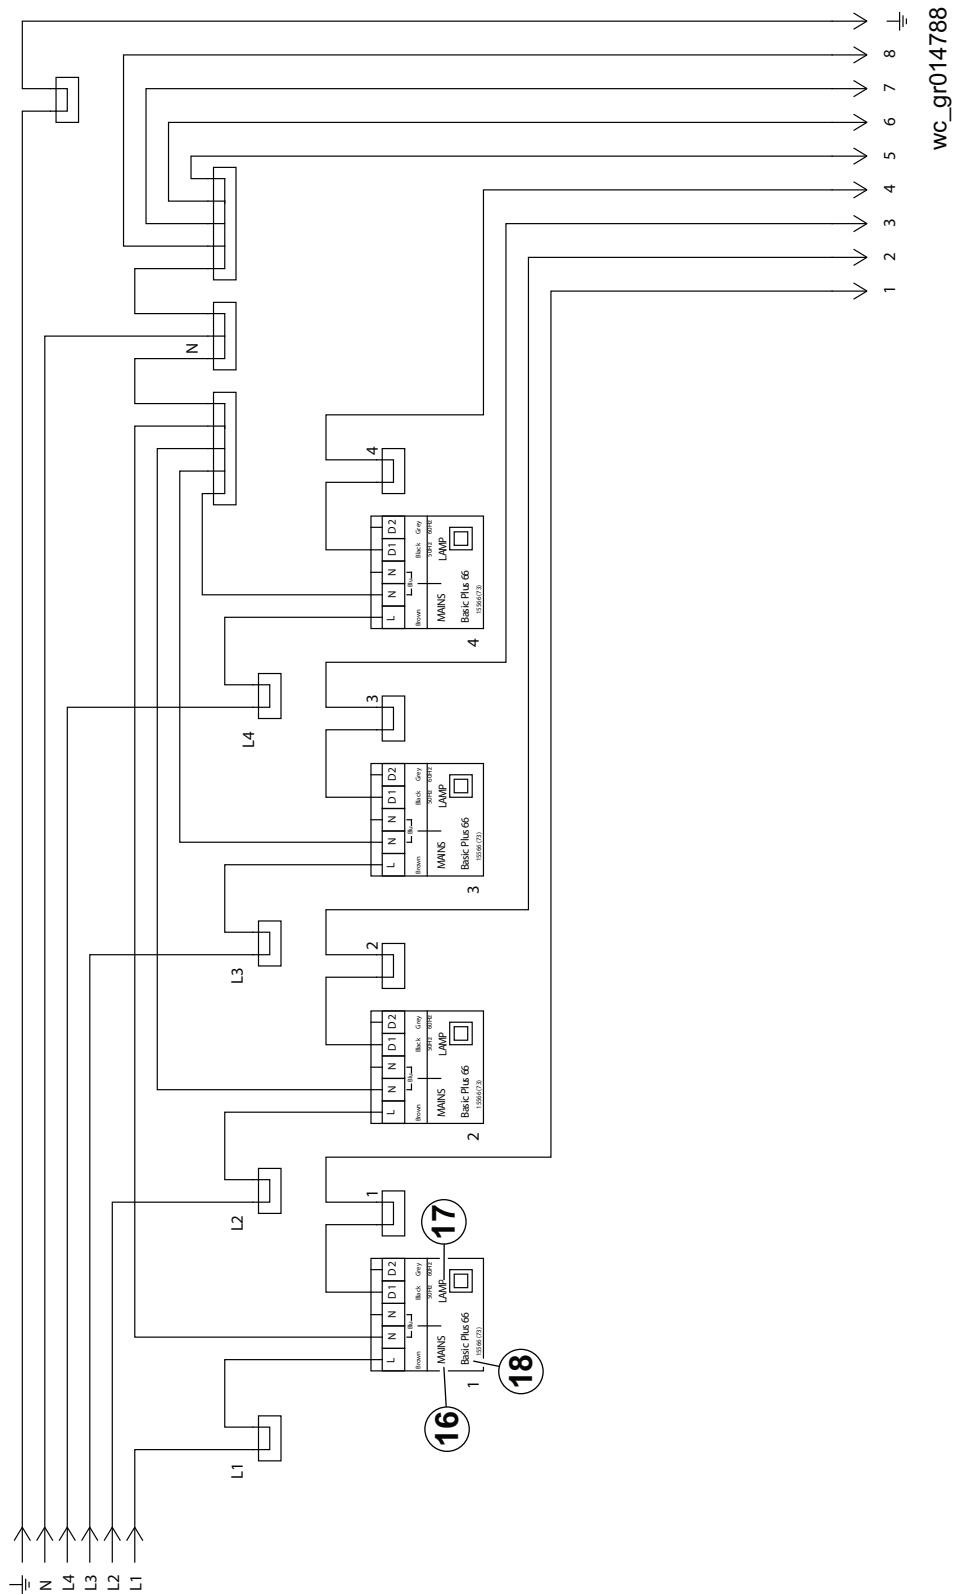 N
L4
L3
L2
L1
N
L1
L2
L3
L4
1
2
3
4
L N N D1 D2
Brown Blu Black Grey
50Hz 60Hz
MAINS LAMP
Basic Plus 66
15566 (73)
1
L N N D1 D2
Brown Blu Black Grey
50Hz 60Hz
MAINS LAMP
Basic Plus 66
15566 (73)
2
L N N D1 D2
Brown Blu Black Grey
50Hz 60Hz
MAINS LAMP
Basic Plus 66
15566 (73)
3
L N N D1 D2
Brown Blu Black Grey
50Hz 60Hz
MAINS LAMP
Basic Plus 66
15566 (73)
4
16
17
18
8
7
6
5
4
3
2
1
wc_gr014788